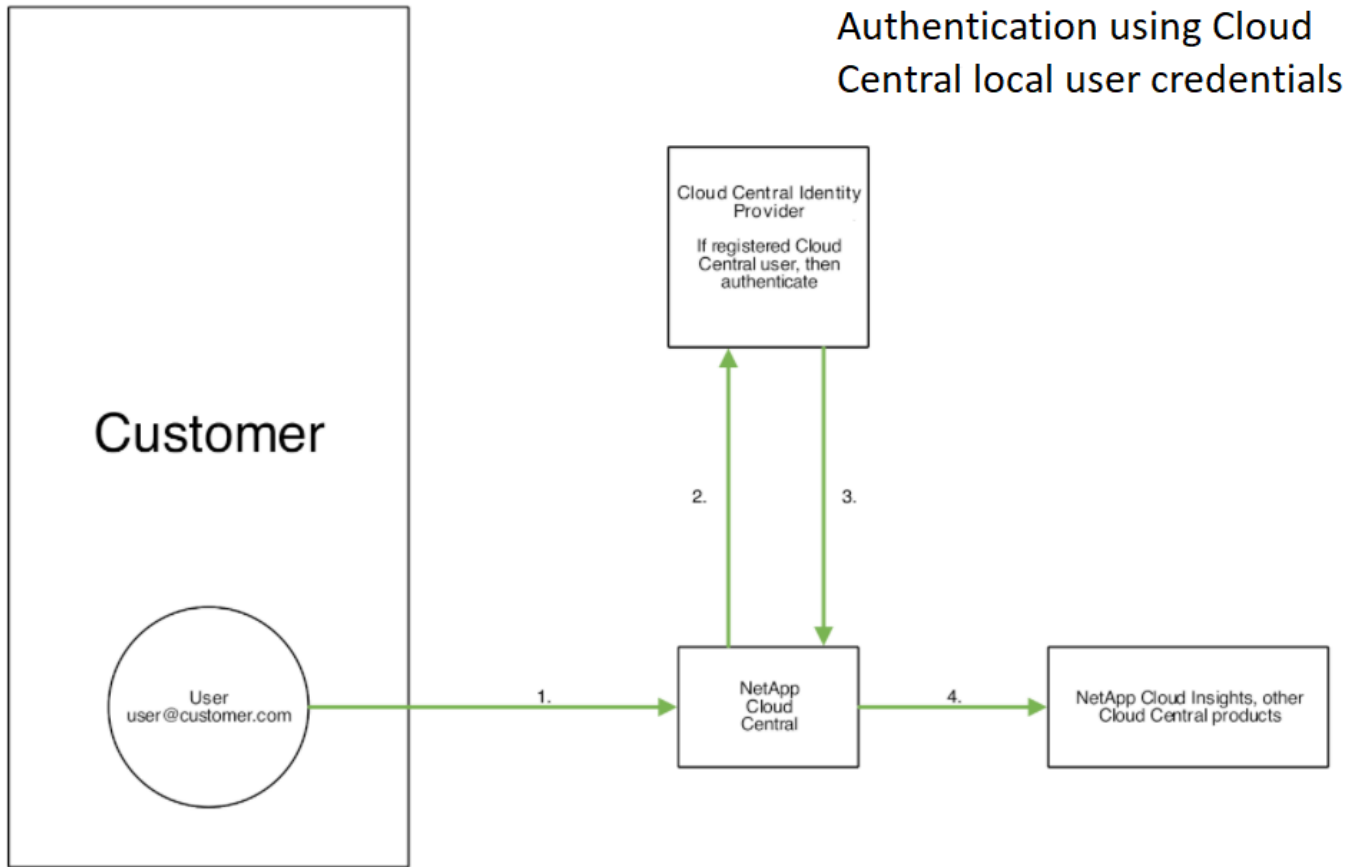 Authentication using Cloud
Central local user credentials
Cloud Central Identity
Provider
If registered Cloud
Central user, then
authenticate
Customer
2.
3.
User
user@customer.com
1.
NetApp
Cloud
Central
4.
NetApp Cloud Insights, other
Cloud Central products